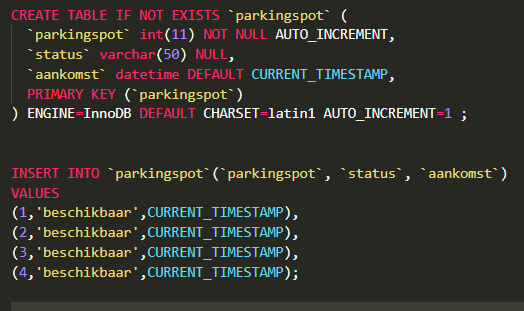 CREATE TABLE IF NOT EXISTS `parkingspot` (
`parkingspot` int(11) NOT NULL AUTO_INCREMENT,
`status` varchar(50) NULL,
`aankomst` datetime DEFAULT CURRENT_TIMESTAMP,
PRIMARY KEY (`parkingspot`)
) ENGINE=InnoDB DEFAULT CHARSET=latin1 AUTO_INCREMENT=1 ;
INSERT INTO `parkingspot`(`parkingspot`, `status`, `aankomst`)
VALUES
(1,'beschikbaar',CURRENT_TIMESTAMP),
(2,'beschikbaar',CURRENT_TIMESTAMP),
(3,'beschikbaar',CURRENT_TIMESTAMP),
(4,'beschikbaar',CURRENT_TIMESTAMP);